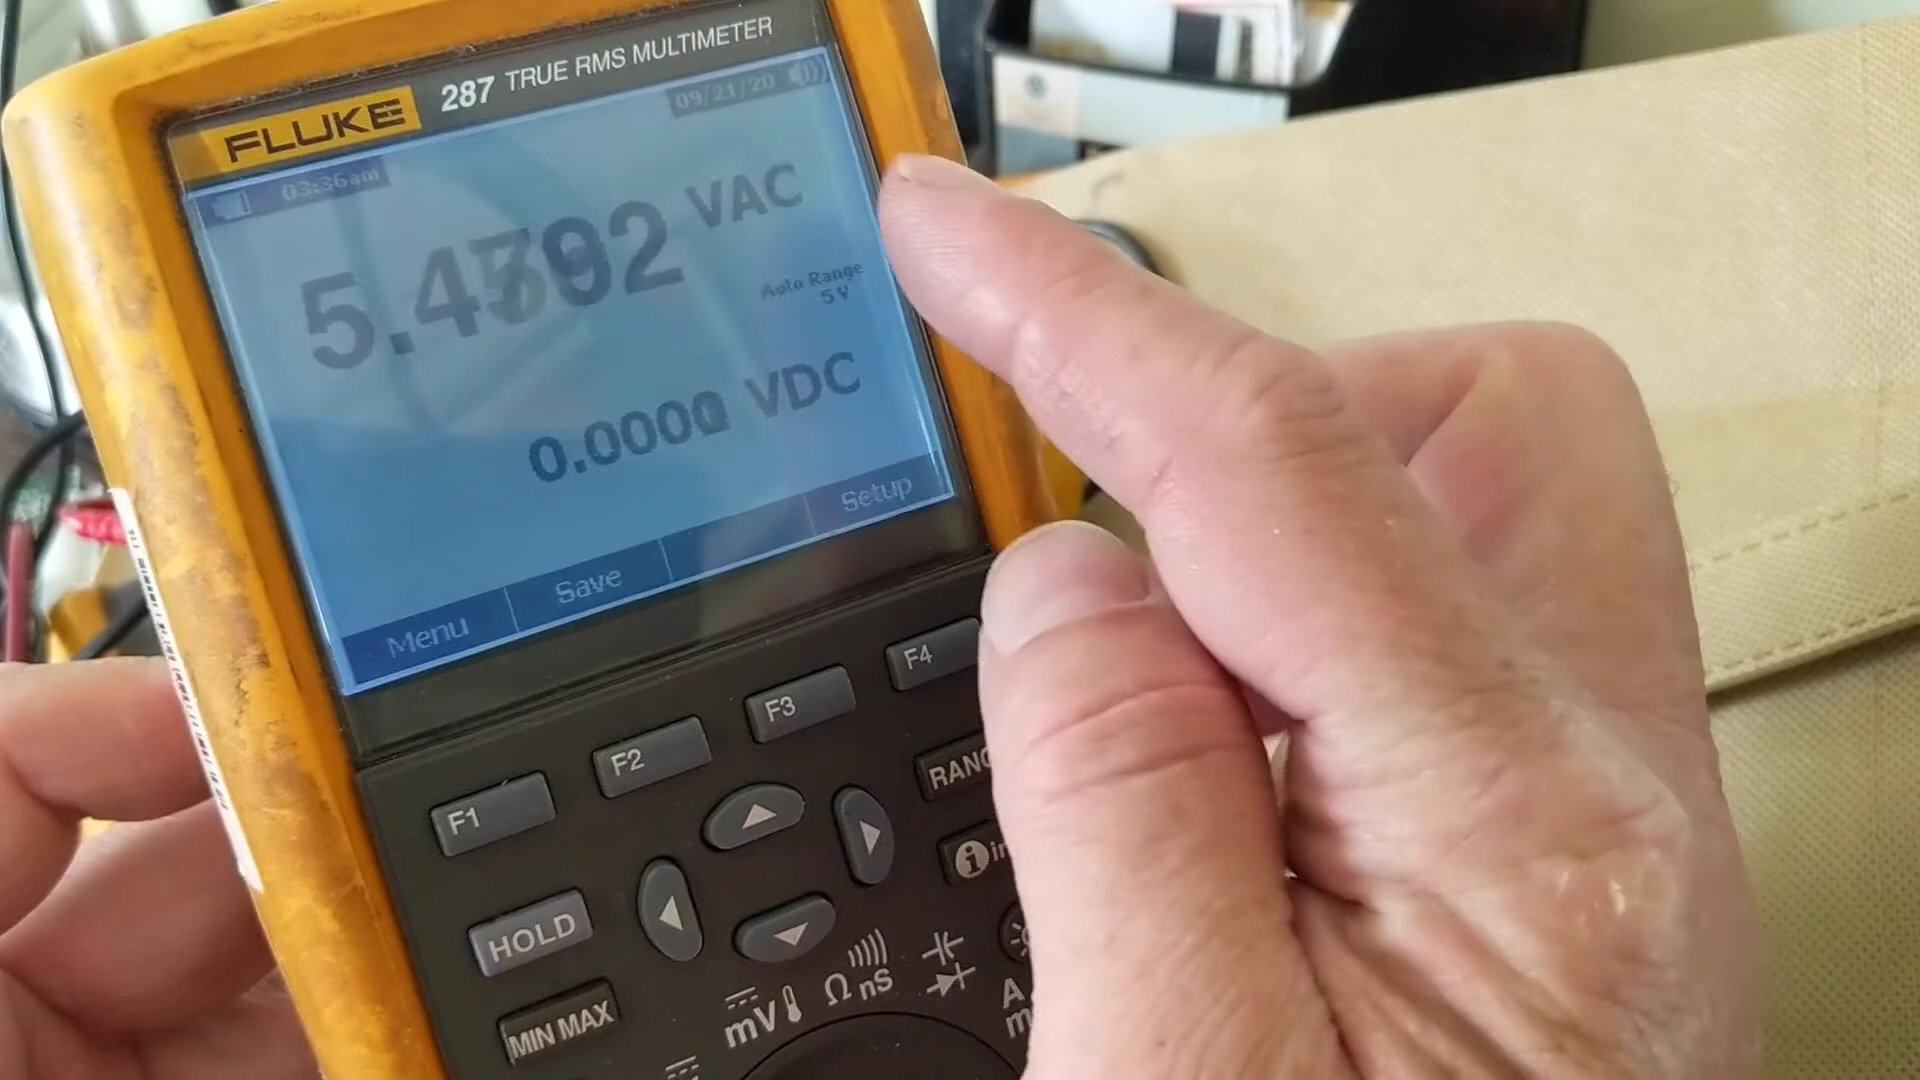 287 TRUE RMS MULTIMETER
FLUKE
09/21/20
03:36am
VAC
Auto Range
5 V
VDC
Menu
Save
Setup
F1
F2
F3
F4
HOLD
MIN MAX
mV
Ω
nS